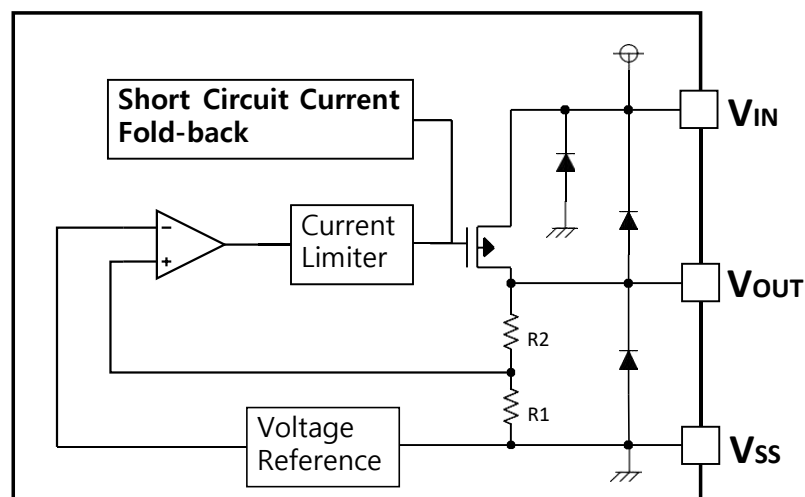 Short Circuit Current
Fold-back
VIN
−
+
Current
Limiter
VOUT
R2
R1
Voltage
Reference
VSS